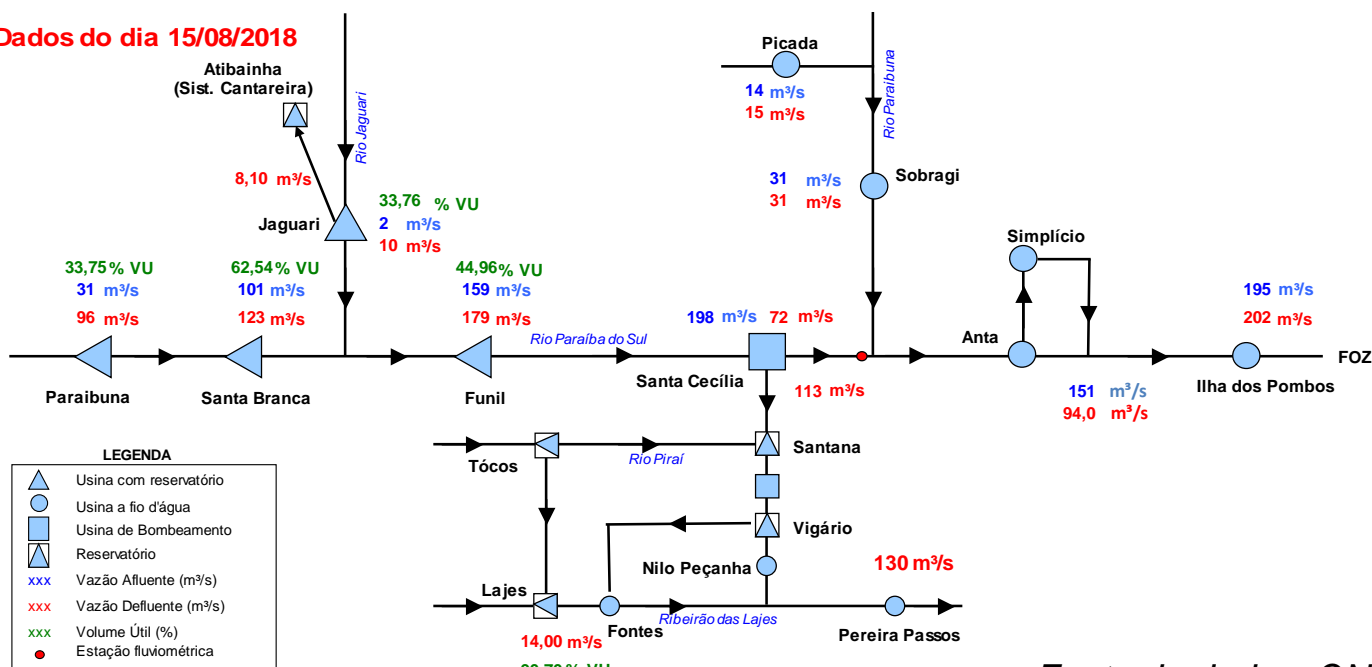 Dados do dia 15/08/2018
Atibainha
(Sist. Cantareira)
Rio Jaguari
8,10 m³/s
Jaguari
33,76 % VU
2 m³/s
10 m³/s
Picada
14 m³/s
15 m³/s
Rio Paraibuna
Sobragi
31 m³/s
31 m³/s
33,75% VU
31 m³/s
96 m³/s
Paraibuna
62,54% VU
101 m³/s
123 m³/s
Santa Branca
44,96% VU
159 m³/s
179 m³/s
Funil
Rio Paraíba do Sul
198 m³/s 72 m³/s
Santa Cecília
113 m³/s
Simplício
Anta
151 m³/s
94,0 m³/s
195 m³/s
202 m³/s
Ilha dos Pombos
FOZ
Tócos
Rio Piraí
Santana
Vigário
Nilo Peçanha
130 m³/s
Lajes
Fontes
Ribeirão das Lajes
Pereira Passos
14,00 m³/s
% VU
LEGENDA
Usina com reservatório
Usina a fio d'água
Usina de Bombeamento
Reservatório
xxx Vazão Afluente (m³/s)
xxx Vazão Defluente (m³/s)
xxx Volume Útil (%)
Estação fluviométrica